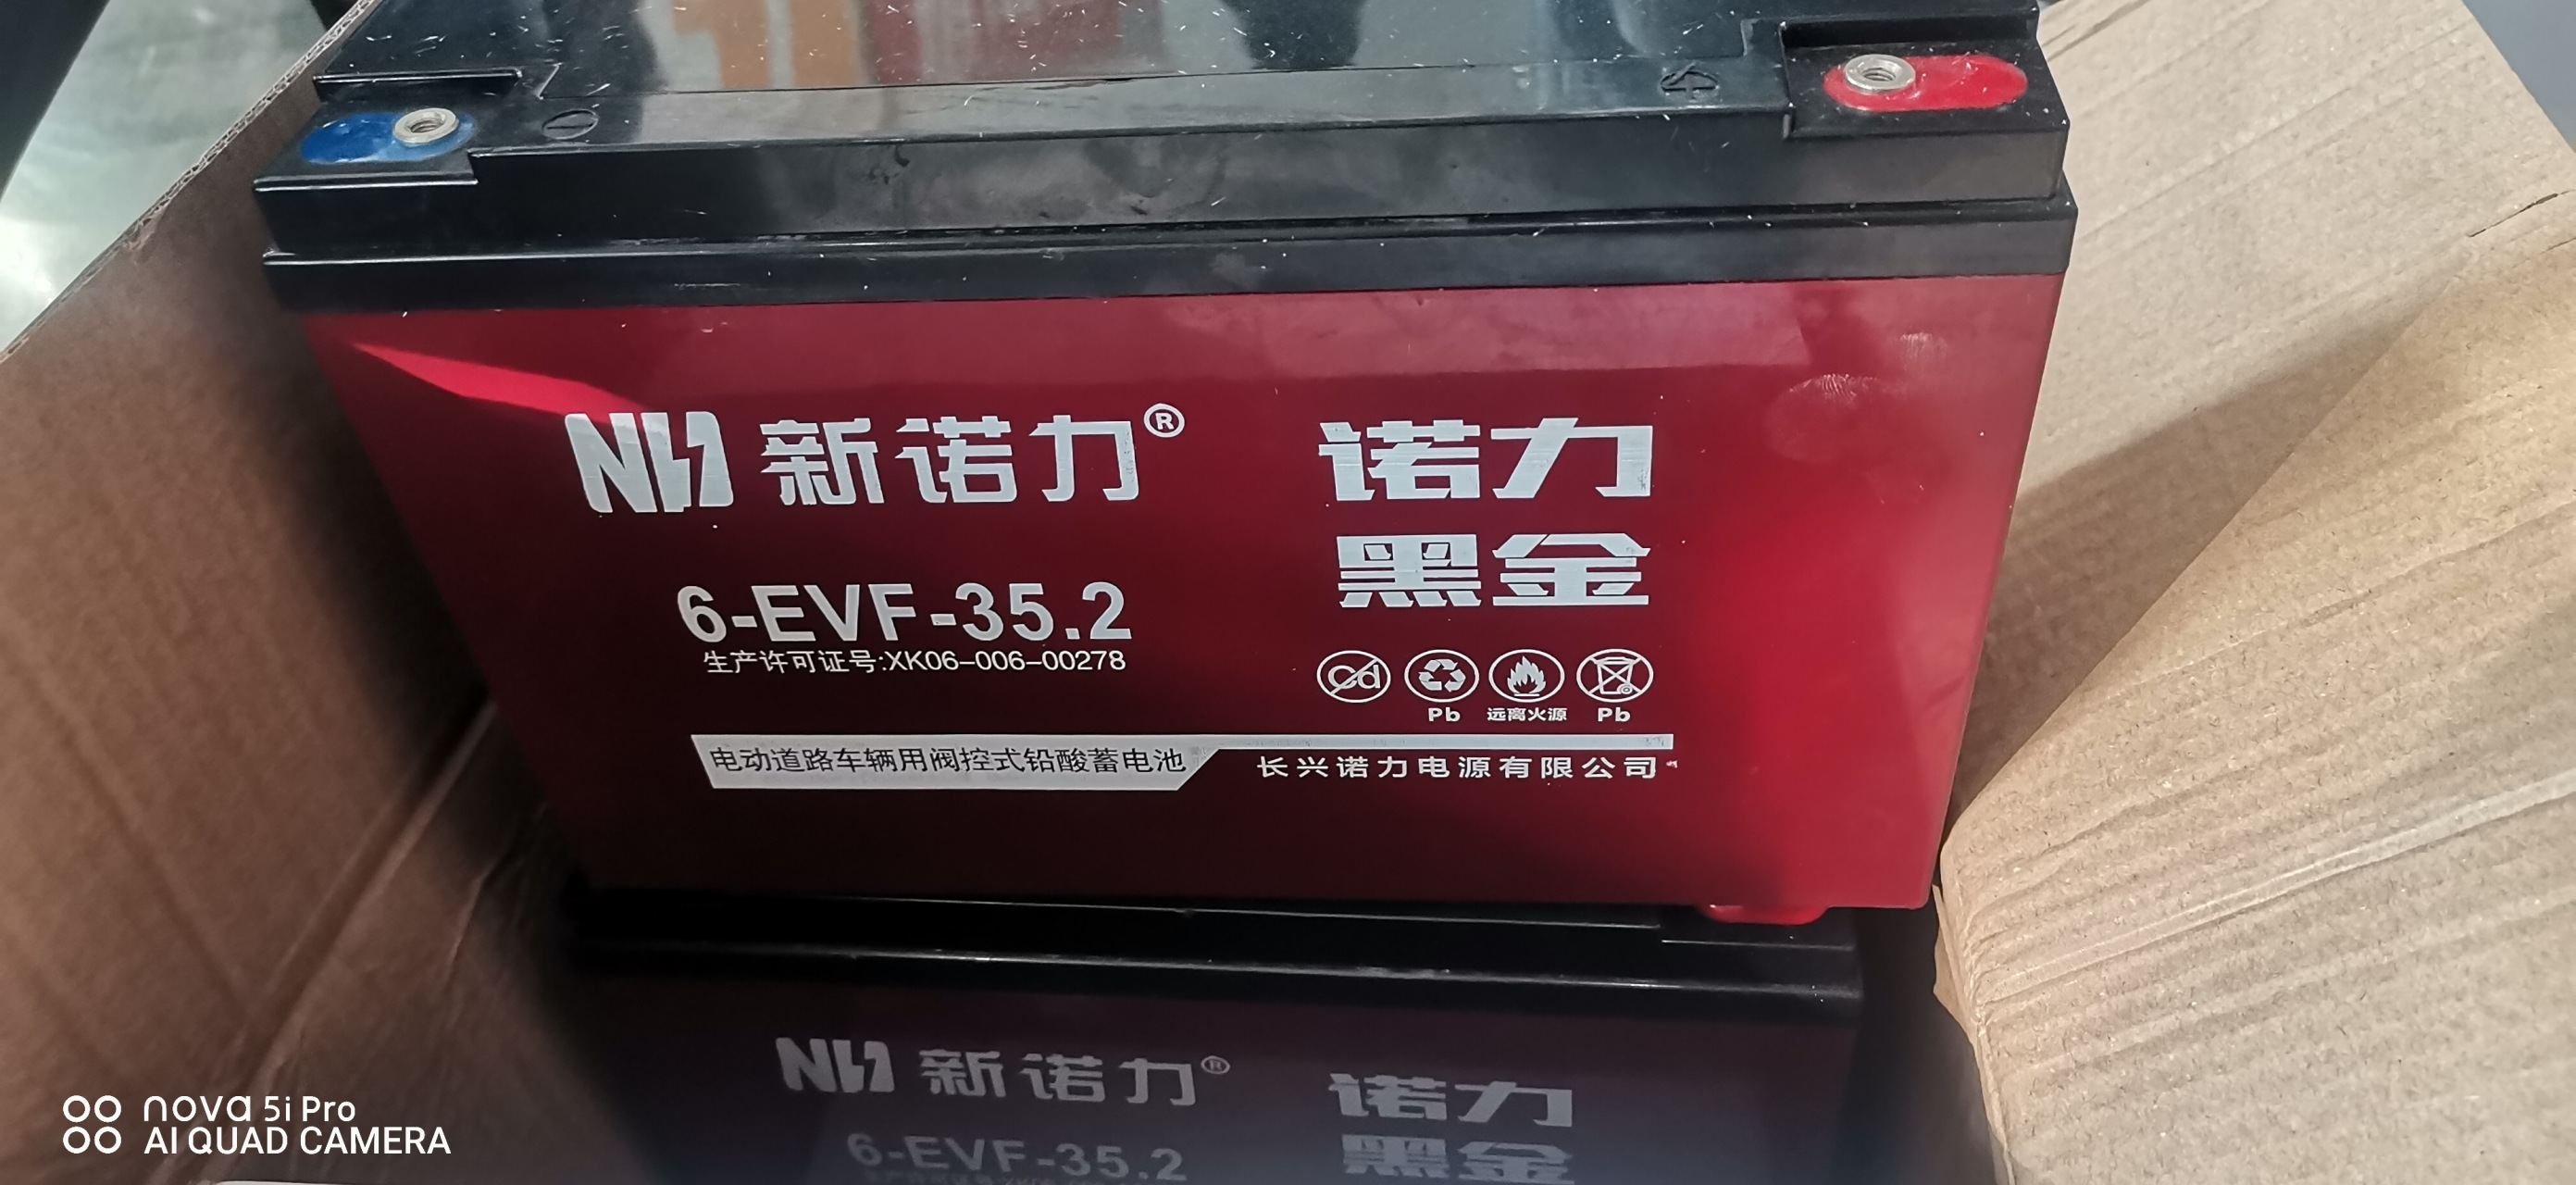 新诺力®
诺力
黑金
6-EVF-35.2
生产许可证号:XK06-006-00278
Cd
Pb
远离火源
Pb
电动道路车辆用阀控式铅酸蓄电池
长兴诺力电源有限公司
新诺力®
诺力
黑金
6-EVF-35.2
nova 5i Pro
AI QUAD CAMERA